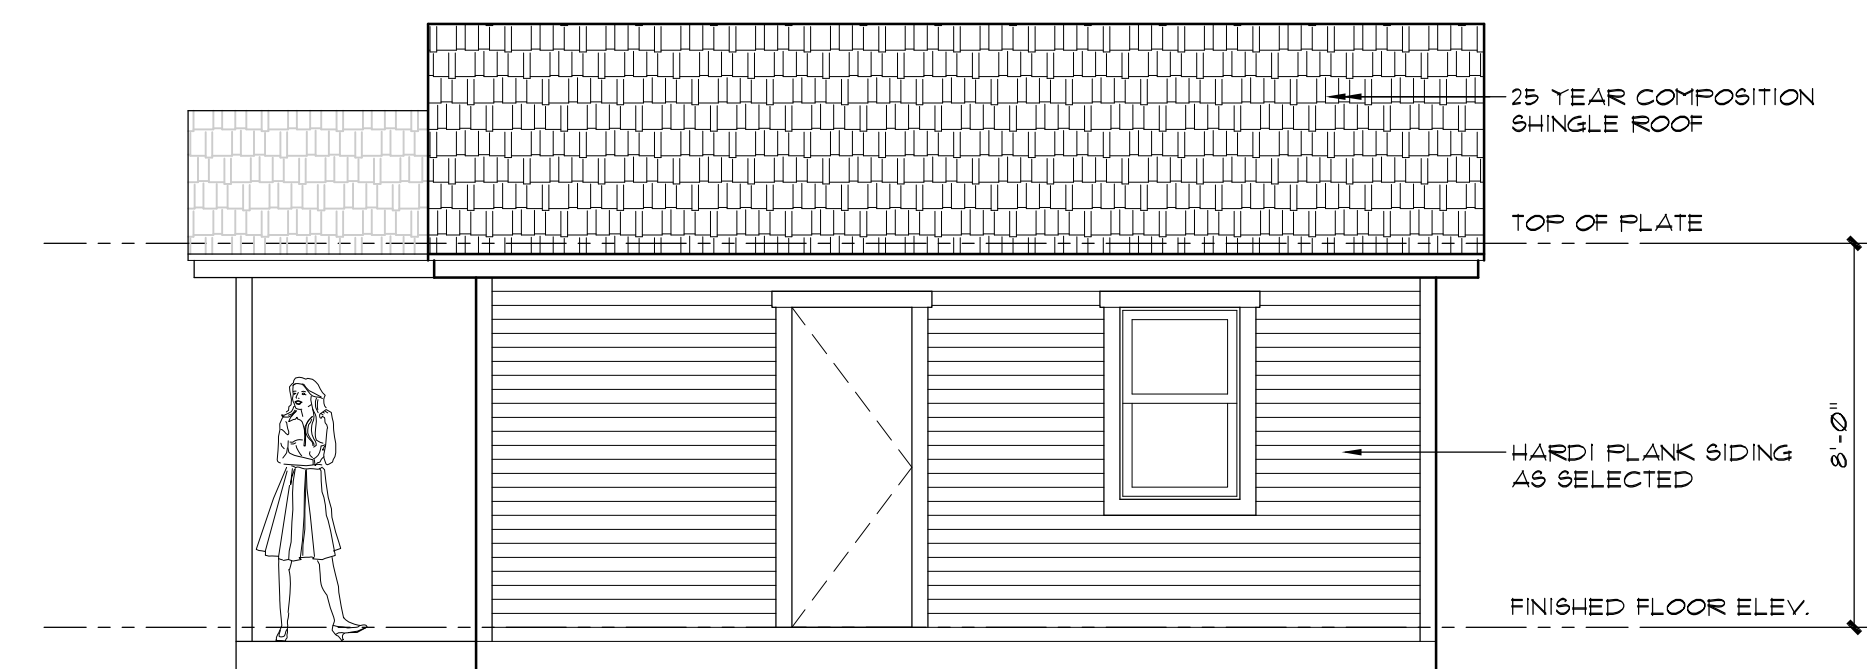 25 YEAR COMPOSITION
SHINGLE ROOF
TOP OF PLATE
8'-0"
HARDI PLANK SIDING
AS SELECTED
FINISHED FLOOR ELEV.